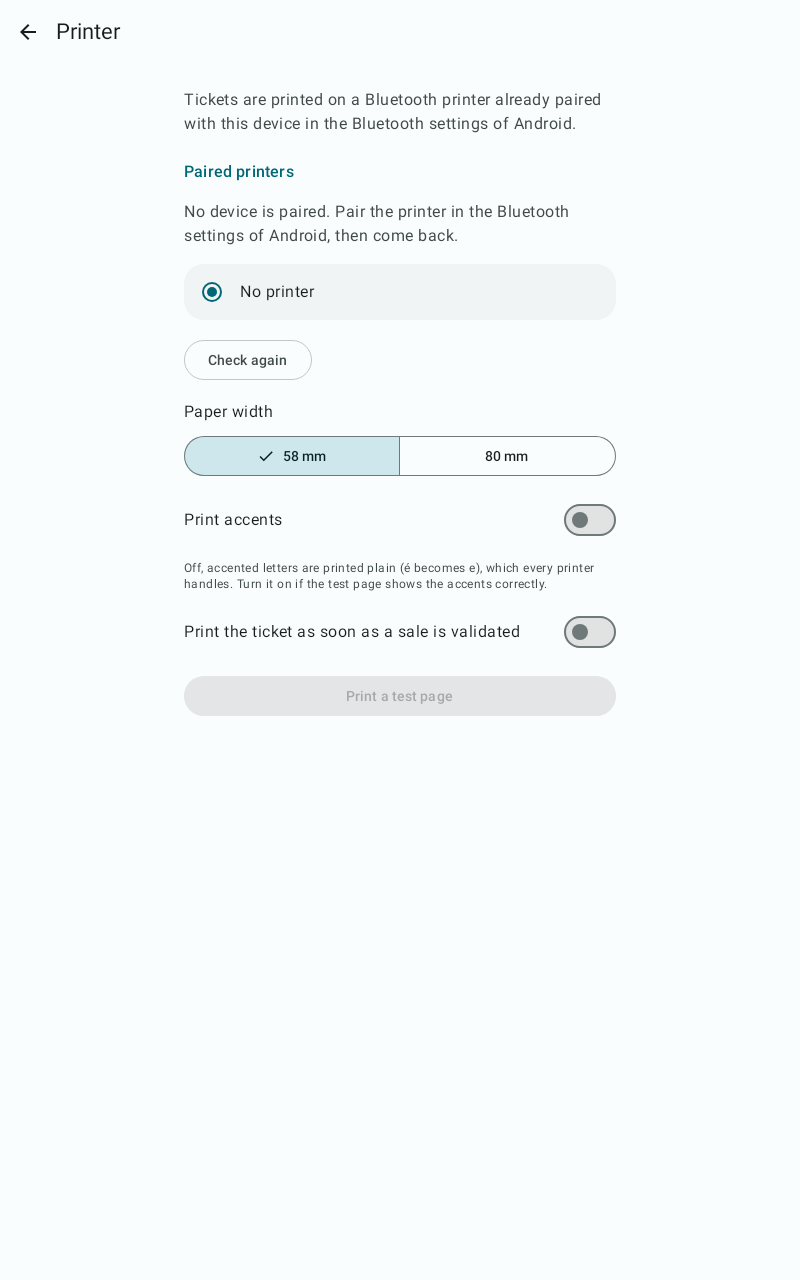 Printer
Tickets are printed on a Bluetooth printer already paired
with this device in the Bluetooth settings of Android.
Paired printers
No device is paired. Pair the printer in the Bluetooth
settings of Android, then come back.
No printer
Check again
Paper width
58 mm
80 mm
Print accents
Off, accented letters are printed plain (é becomes e), which every printer
handles. Turn it on if the test page shows the accents correctly.
Print the ticket as soon as a sale is validated
Print a test page